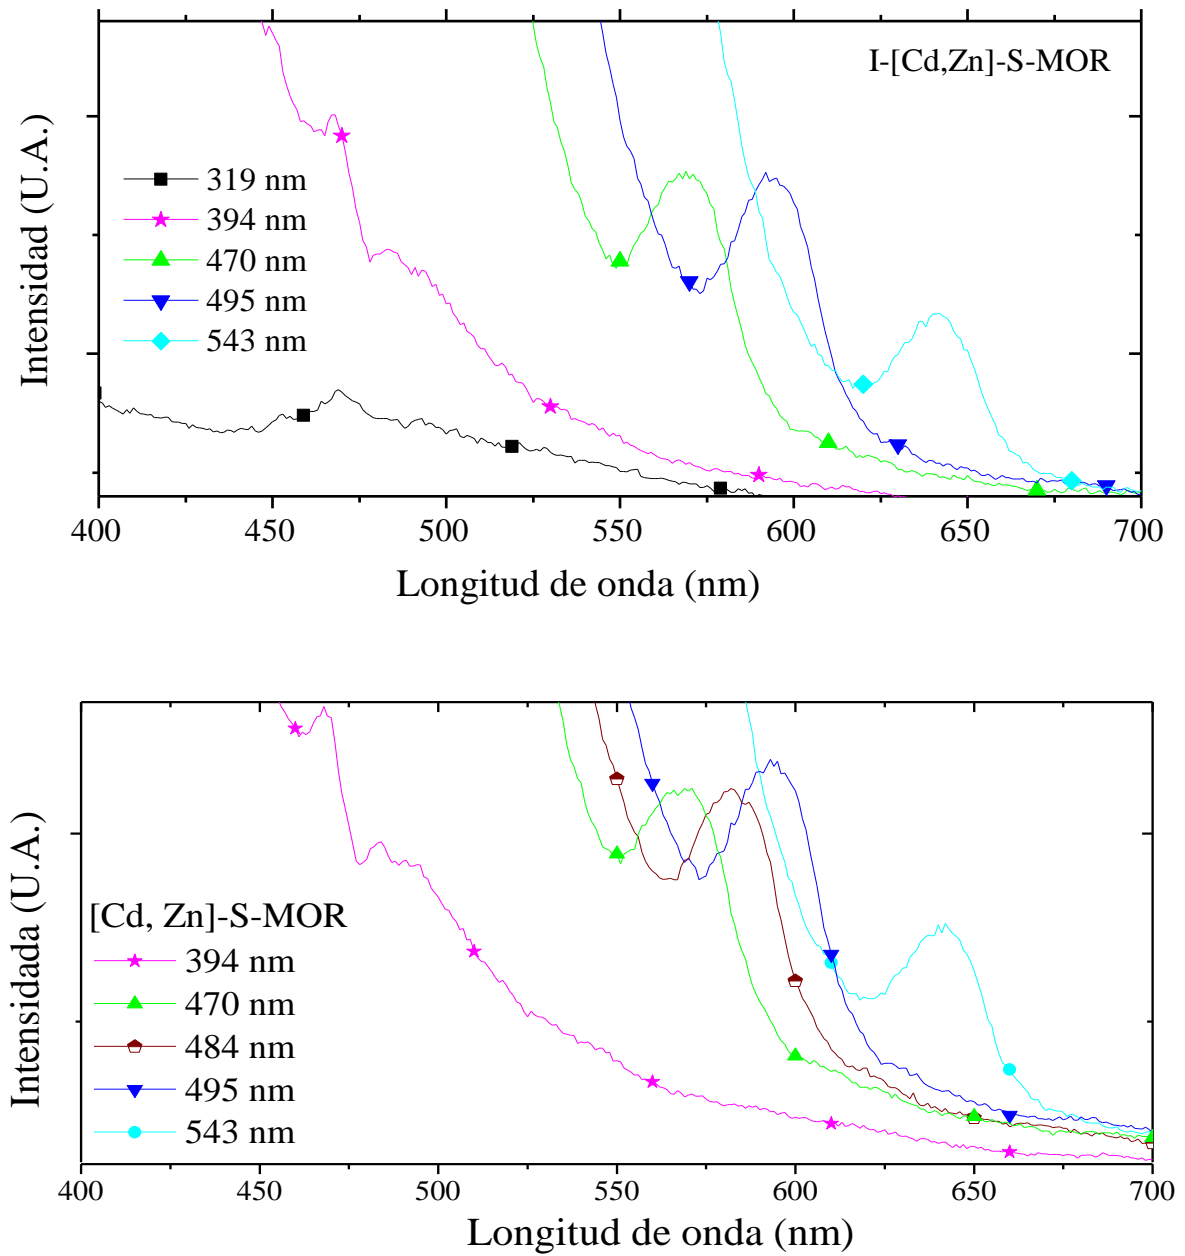 I-[Cd,Zn]-S-MOR
Intensidad (U.A.)
319 nm
394 nm
470 nm
495 nm
543 nm
400 450 500 550 600 650 700
Longitud de onda (nm)
Intensidada (U.A.)
[Cd, Zn]-S-MOR
394 nm
470 nm
484 nm
495 nm
543 nm
400 450 500 550 600 650 700
Longitud de onda (nm)